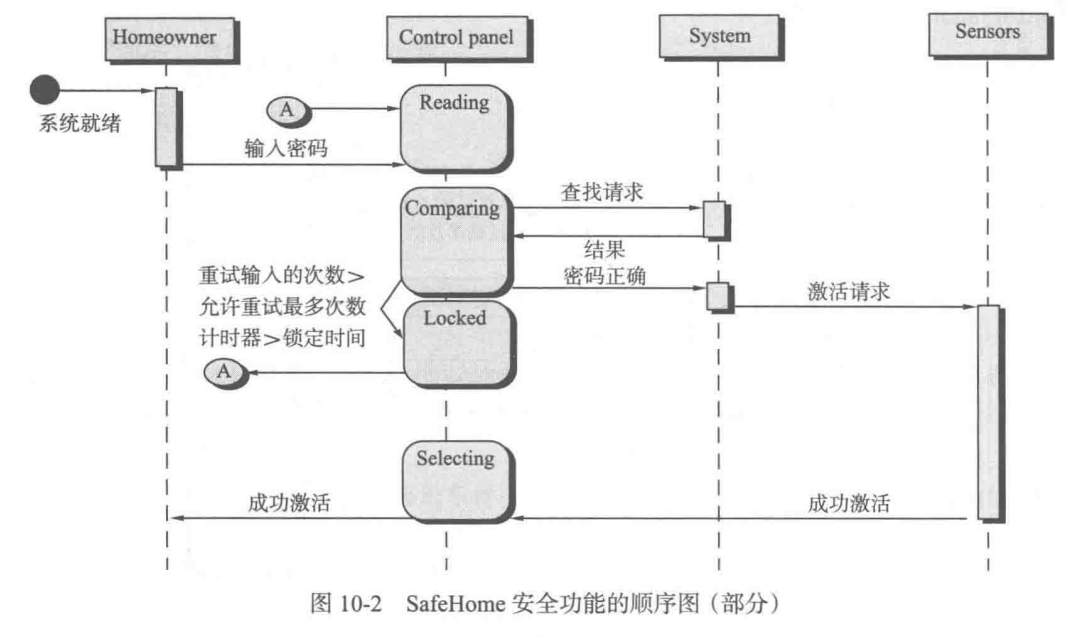 Homeowner
Control panel
System
Sensors
系统就绪
A
Reading
输入密码
Comparing
查找请求
结果
密码正确
激活请求
重试输入的次数>
允许重试最多次数
计时器>锁定时间
Locked
A
Selecting
成功激活
成功激活
图 10-2 SafeHome 安全功能的顺序图（部分）